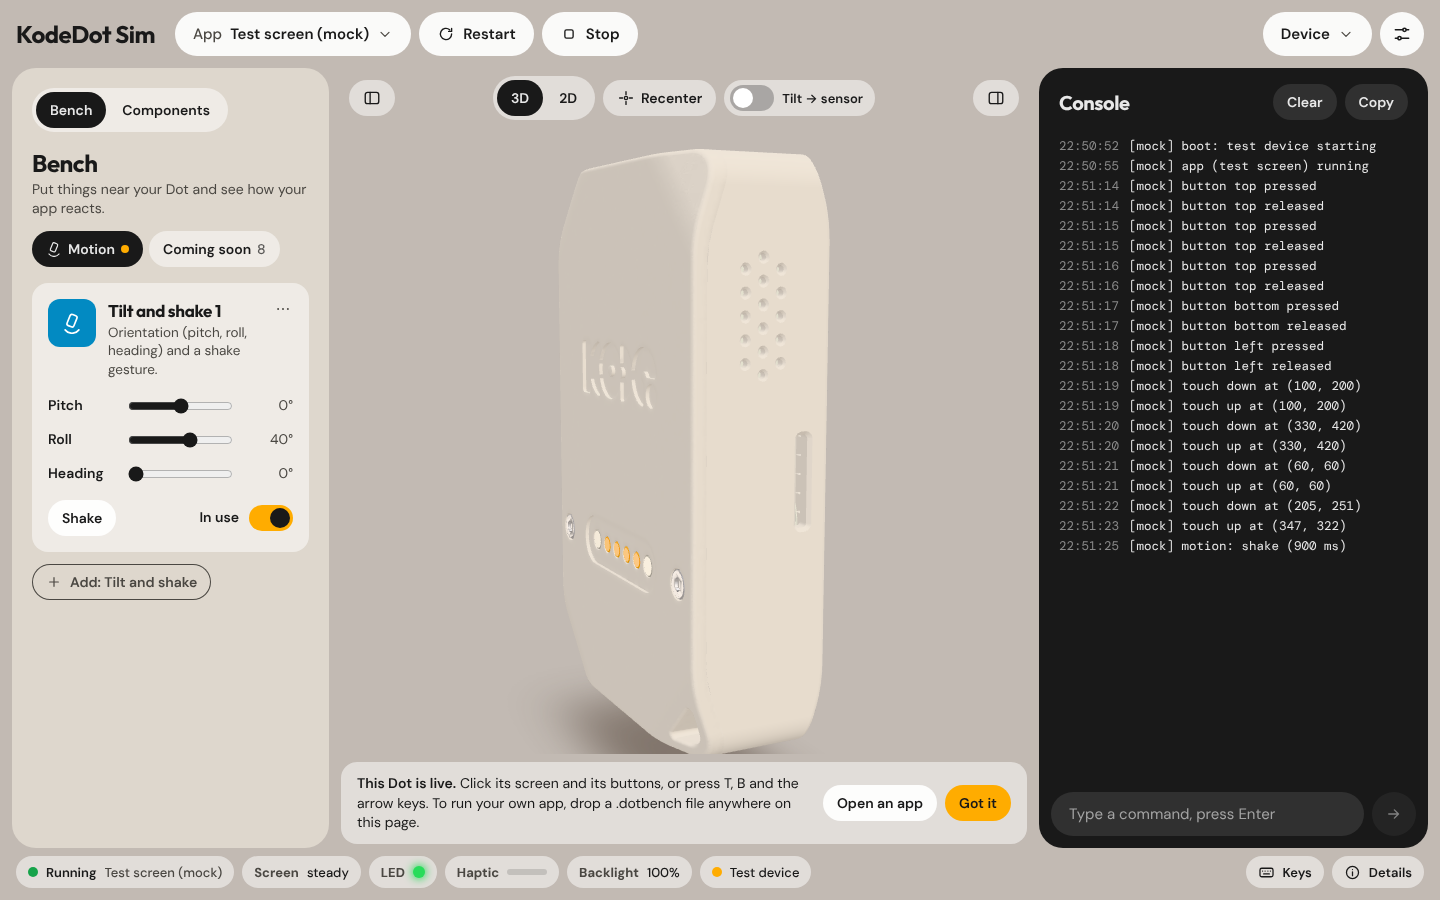 KodeDot Sim
App Test screen (mock)
Restart
Stop
Device
Bench
Components
Bench
Put things near your Dot and see how your
app reacts.
Motion
Coming soon 8
Tilt and shake 1
Orientation (pitch, roll,
heading) and a shake
gesture.
Pitch 0°
Roll 40°
Heading 0°
Shake
In use
+ Add: Tilt and shake
3D
2D
Recenter
Tilt → sensor
This Dot is live. Click its screen and its buttons, or press T, B and the
arrow keys. To run your own app, drop a .dotbench file anywhere on
this page.
Open an app
Got it
Console
Clear
Copy
22:50:52 [mock] boot: test device starting
22:50:55 [mock] app (test screen) running
22:51:14 [mock] button top pressed
22:51:14 [mock] button top released
22:51:15 [mock] button top pressed
22:51:15 [mock] button top released
22:51:16 [mock] button top pressed
22:51:16 [mock] button top released
22:51:17 [mock] button bottom pressed
22:51:17 [mock] button bottom released
22:51:18 [mock] button left pressed
22:51:18 [mock] button left released
22:51:19 [mock] touch down at (100, 200)
22:51:19 [mock] touch up at (100, 200)
22:51:20 [mock] touch down at (330, 420)
22:51:20 [mock] touch up at (330, 420)
22:51:21 [mock] touch down at (60, 60)
22:51:21 [mock] touch up at (60, 60)
22:51:22 [mock] touch down at (205, 251)
22:51:23 [mock] touch up at (347, 322)
22:51:25 [mock] motion: shake (900 ms)
Type a command, press Enter
Running Test screen (mock)
Screen steady
LED
Haptic
Backlight 100%
Test device
Keys
Details